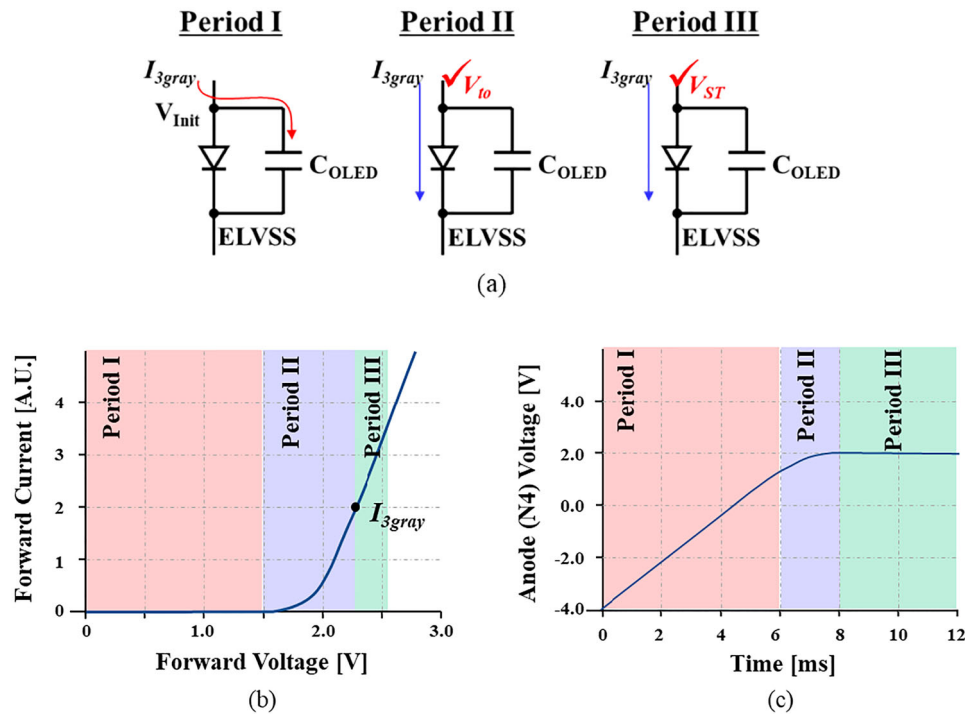 Period I Period II Period III
I3gray I3gray Vto I3gray VST
VInit
COLED COLED COLED
ELVSS ELVSS ELVSS
(a)
Forward Current [A.U.]
4
3
2
1
0
Period I
Period II
Period III
I3gray
0 1.0 2.0 3.0
Forward Voltage [V]
(b)
Anode (N4) Voltage [V]
4.0
2.0
0.0
-2.0
-4.0
Period I
Period II
Period III
0 2 4 6 8 10 12
Time [ms]
(c)